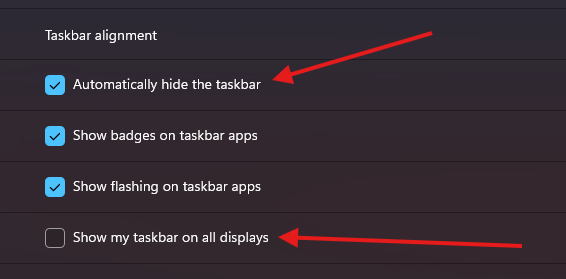 Taskbar alignment
Automatically hide the taskbar
Show badges on taskbar apps
Show flashing on taskbar apps
Show my taskbar on all displays